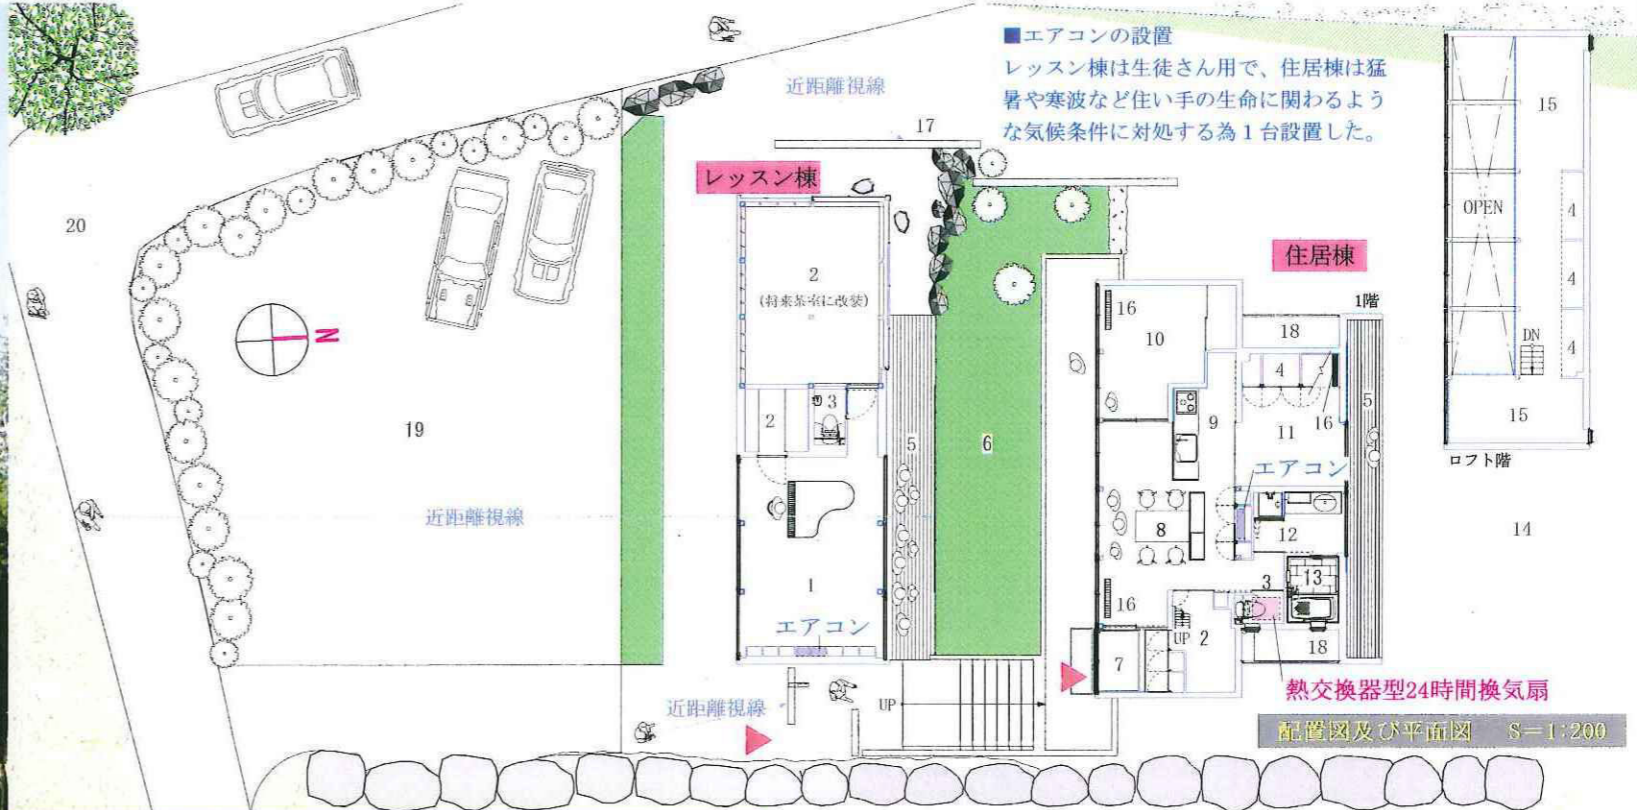 ■エアコンの設置
レッスン棟は生徒さん用で、住居棟は猛
暑や寒波など住い手の生命に関わるよう
な気候条件に対処する為1台設置した。
近距離視線
17
レッスン棟
20
2
(将来茶室に改装)
N
19
2
3
5
6
近距離視線
1
エアコン
近距離視線
UP
住居棟
1階
16
10
18
4
16
5
9
11
エアコン
8
12
3
13
16
UP
2
7
18
熱交換器型24時間換気扇
15
OPEN
4
4
4
DN
15
ロフト階
14
配置図及び平面図 S=1:200